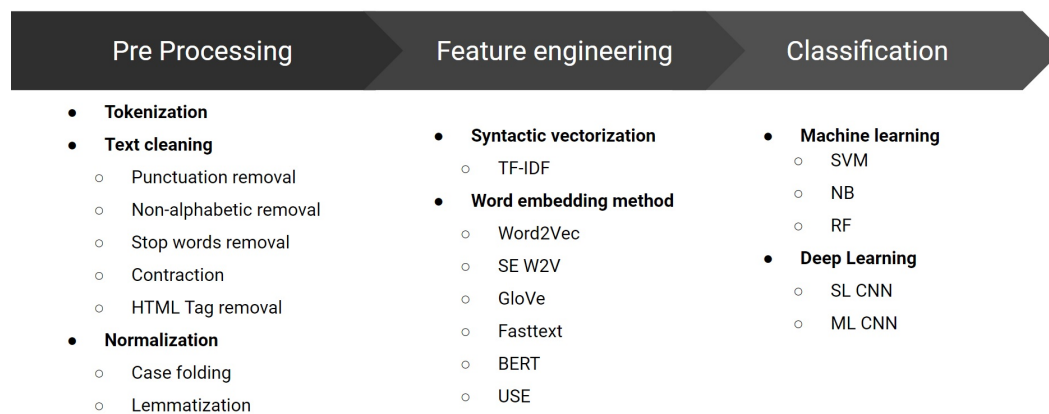 Pre Processing
Feature engineering
Classification
● Tokenization
● Text cleaning
○ Punctuation removal
○ Non-alphabetic removal
○ Stop words removal
○ Contraction
○ HTML Tag removal
● Normalization
○ Case folding
○ Lemmatization
● Syntactic vectorization
○ TF-IDF
● Word embedding method
○ Word2Vec
○ SE W2V
○ GloVe
○ Fasttext
○ BERT
○ USE
● Machine learning
○ SVM
○ NB
○ RF
● Deep Learning
○ SL CNN
○ ML CNN